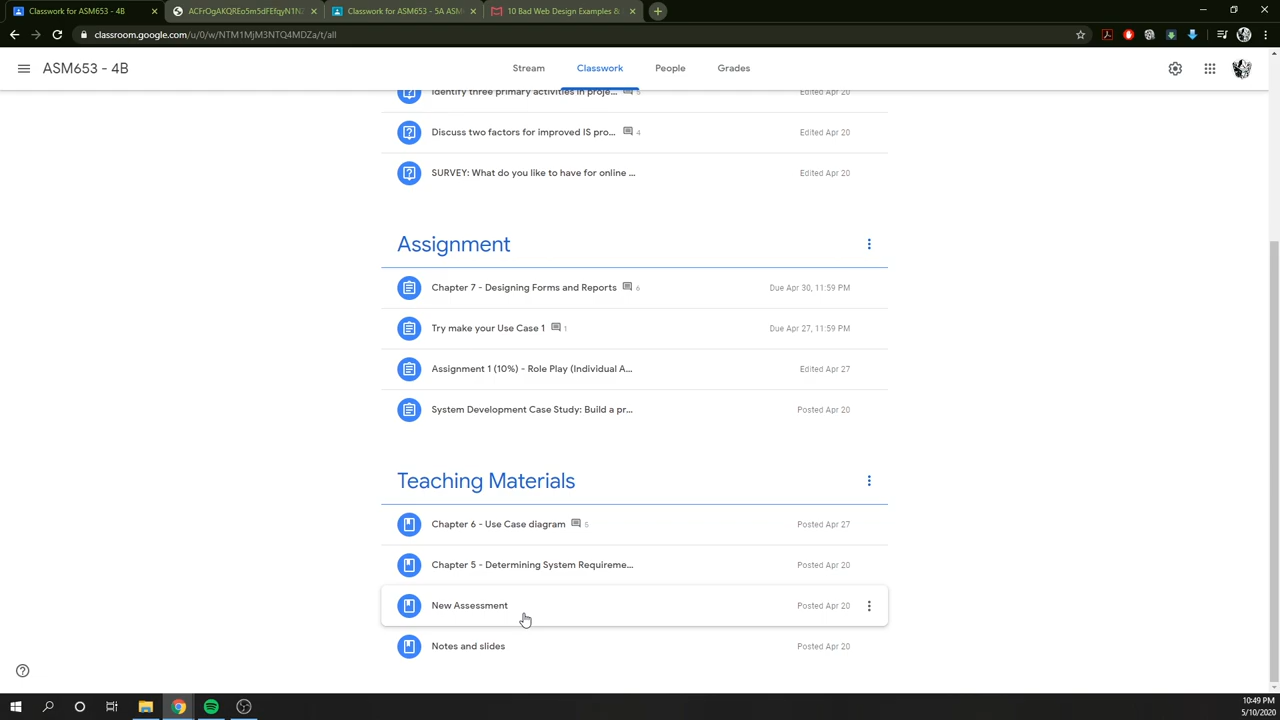 Classwork for ASM653 - 4B
ACFrOgAKQREo5m5dFEfqyN1N2
Classwork for ASM653 - 5A ASM
10 Bad Web Design Examples &
classroom.google.com/u/0/w/NTM1MjM3NTQ4MDZa/t/all
ASM653 - 4B
Stream
Classwork
People
Grades
Identify three primary activities in proje... 6
Edited Apr 20
Discuss two factors for improved IS pro... 4
Edited Apr 20
SURVEY: What do you like to have for online ...
Edited Apr 20
Assignment
Chapter 7 - Designing Forms and Reports 6
Due Apr 30, 11:59 PM
Try make your Use Case 1 1
Due Apr 27, 11:59 PM
Assignment 1 (10%) - Role Play (Individual A...
Edited Apr 27
System Development Case Study: Build a pr...
Posted Apr 20
Teaching Materials
Chapter 6 - Use Case diagram 5
Posted Apr 27
Chapter 5 - Determining System Requireme...
Posted Apr 20
New Assessment
Posted Apr 20
Notes and slides
Posted Apr 20
10:49 PM
5/10/2020